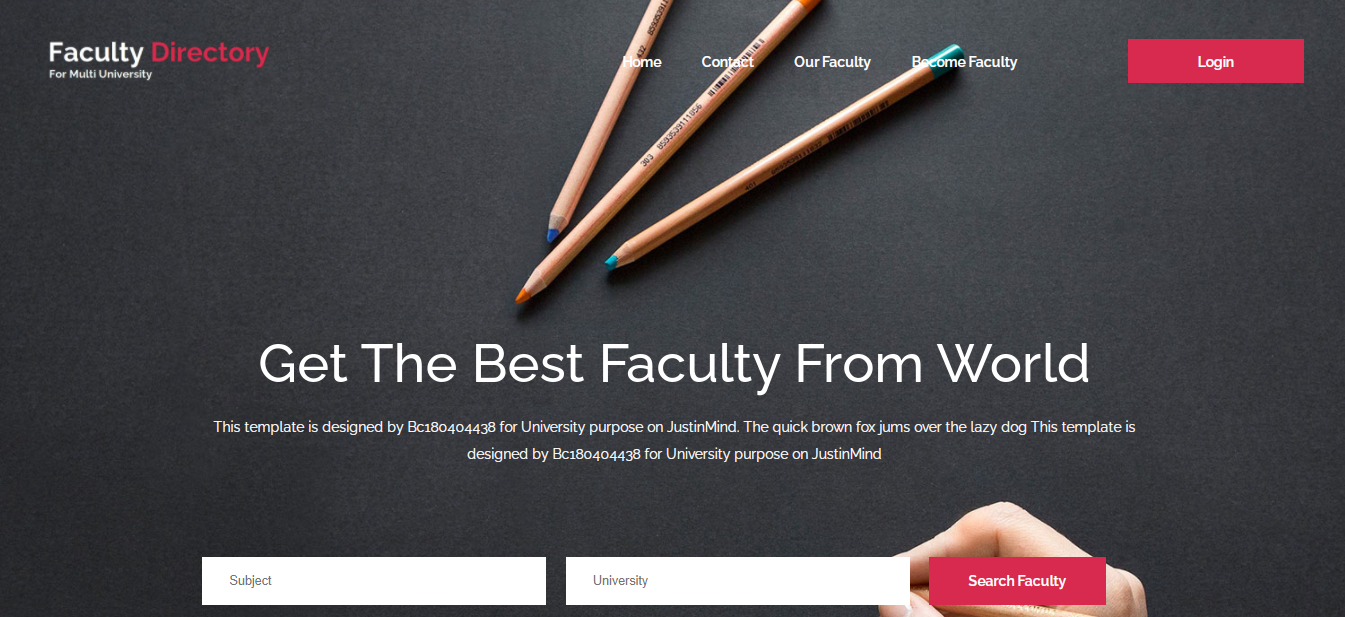 Faculty Directory
For Multi University
Home Contact Our Faculty Become Faculty
Login
303 8593539111056
Get The Best Faculty From World
This template is designed by Bc180404438 for University purpose on JustinMind. The quick brown fox jums over the lazy dog This template is
designed by Bc180404438 for University purpose on JustinMind
Subject
University
Search Faculty